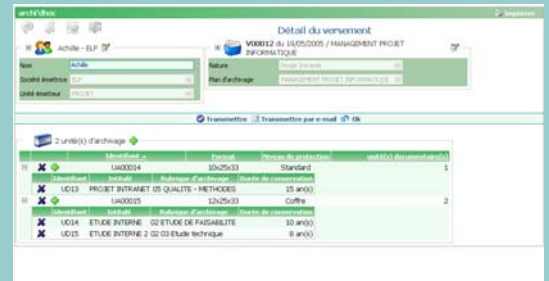 archi'dhoc
Imprimer
Détail du versement
Achille - ELP
V00012 du 19/05/2005 / MANAGEMENT PROJET INFORMATIQUE
Nom Achille
Nature Projet Intranet
Société émettrice ELP
Plan d'archivage MANAGEMENT PROJET INFORMATIQUE
Unité émetteur PROJET
Transmettre Transmettre par e-mail Ok
2 unité(s) d'archivage
Identifiant Format Niveau de protection unité(s) documentaire(s)
UA00014 10x25x33 Standard 1
Identifiant Intitulé Rubrique d'archivage Durée de conservation
UD13 PROJET INTRANET 05 QUALITE - METHODES 15 an(s)
UA00015 12x25x33 Coffre 2
Identifiant Intitulé Rubrique d'archivage Durée de conservation
UD14 ETUDE INTERNE 02 ETUDE DE FAISABILITE 10 an(s)
UD15 ETUDE INTERNE 2 02 03 Etude technique 8 an(s)